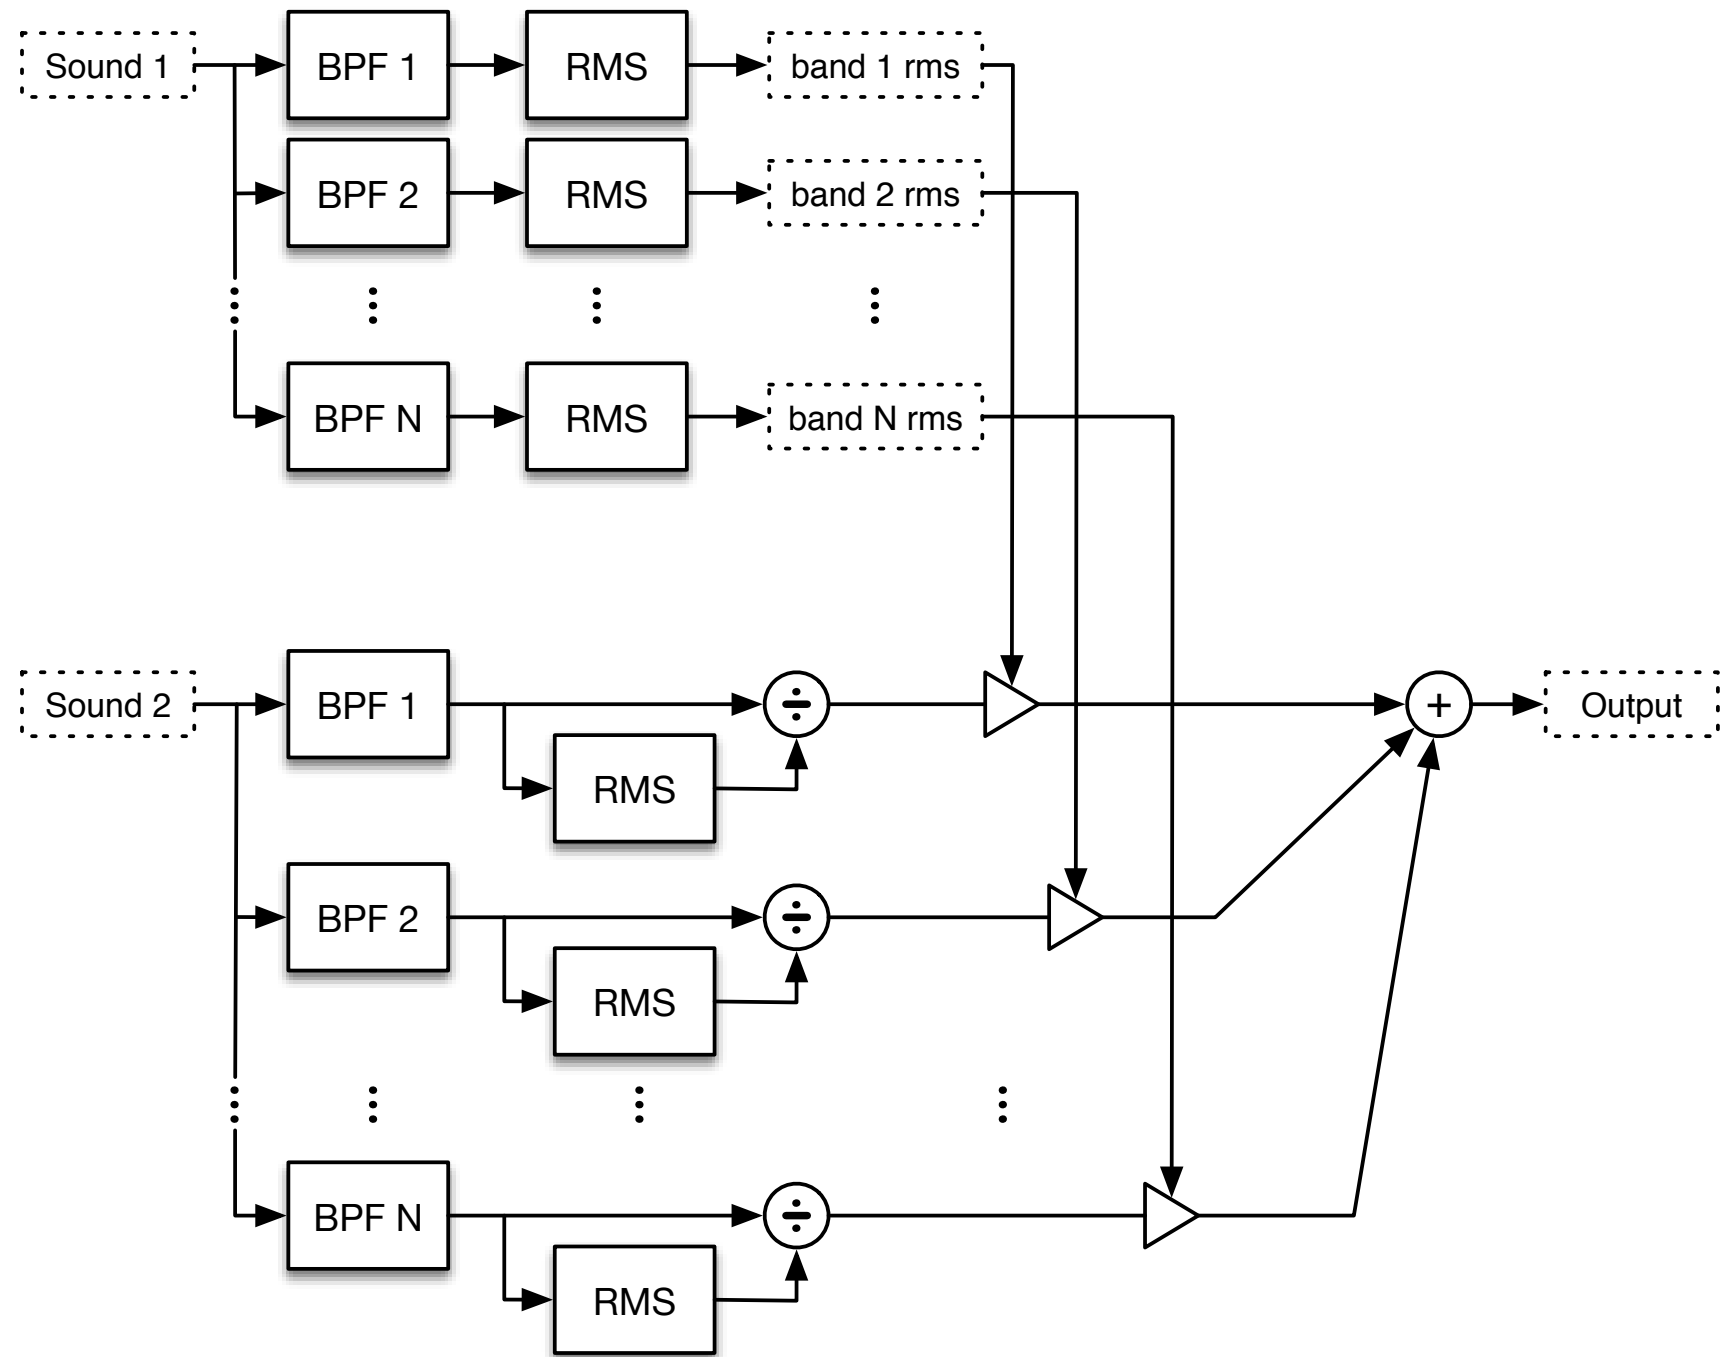 Sound 1
BPF 1
RMS
band 1 rms
BPF 2
RMS
band 2 rms
BPF N
RMS
band N rms
Sound 2
BPF 1
÷
+
Output
RMS
BPF 2
÷
RMS
BPF N
÷
RMS